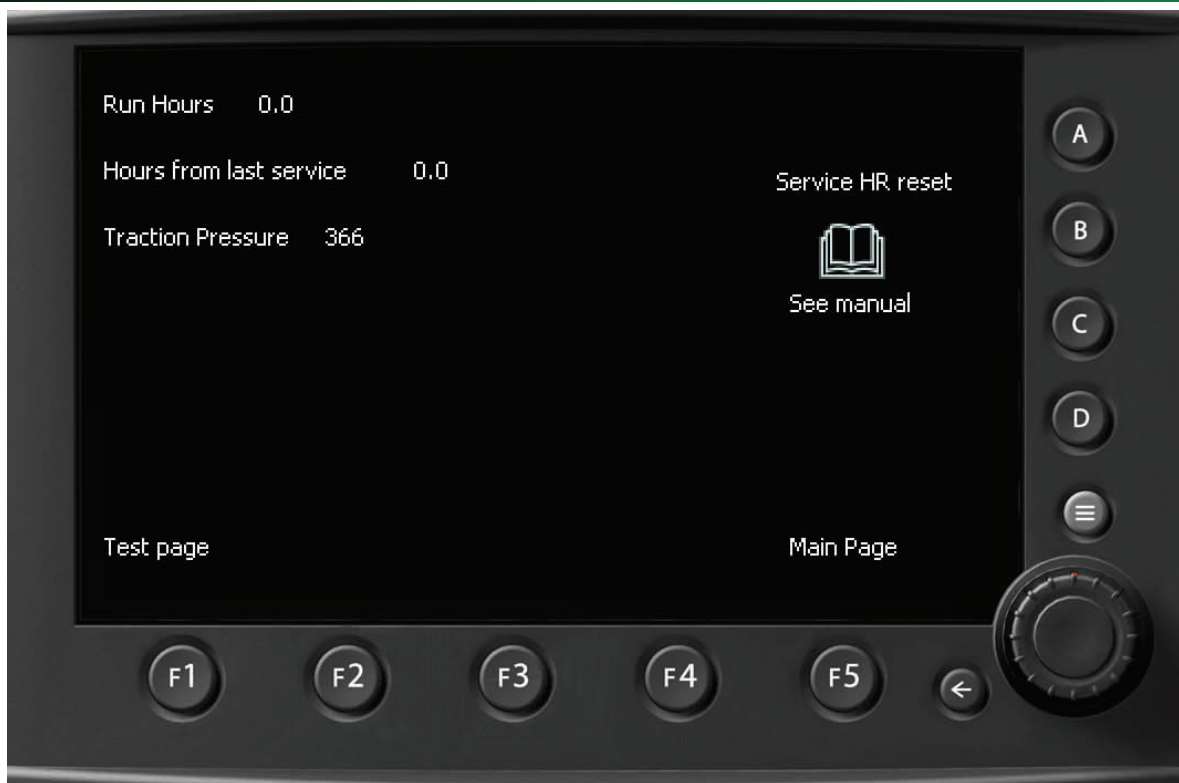 Run Hours 0.0
Hours from last service 0.0
Service HR reset
Traction Pressure 366
See manual
Test page
Main Page
A
B
C
D
F1
F2
F3
F4
F5